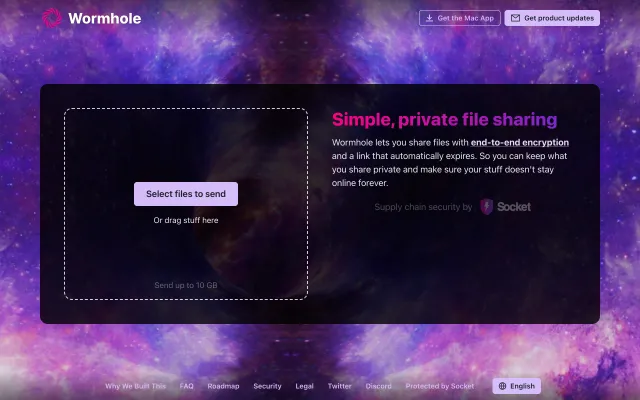 Wormhole
Get the Mac App
Get product updates
Select files to send
Or drag stuff here
Send up to 10 GB
Simple, private file sharing
Wormhole lets you share files with end-to-end encryption
and a link that automatically expires. So you can keep what
you share private and make sure your stuff doesn't stay
online forever.
Supply chain security by Socket
Why We Built This FAQ Roadmap Security Legal Twitter Discord Protected by Socket English